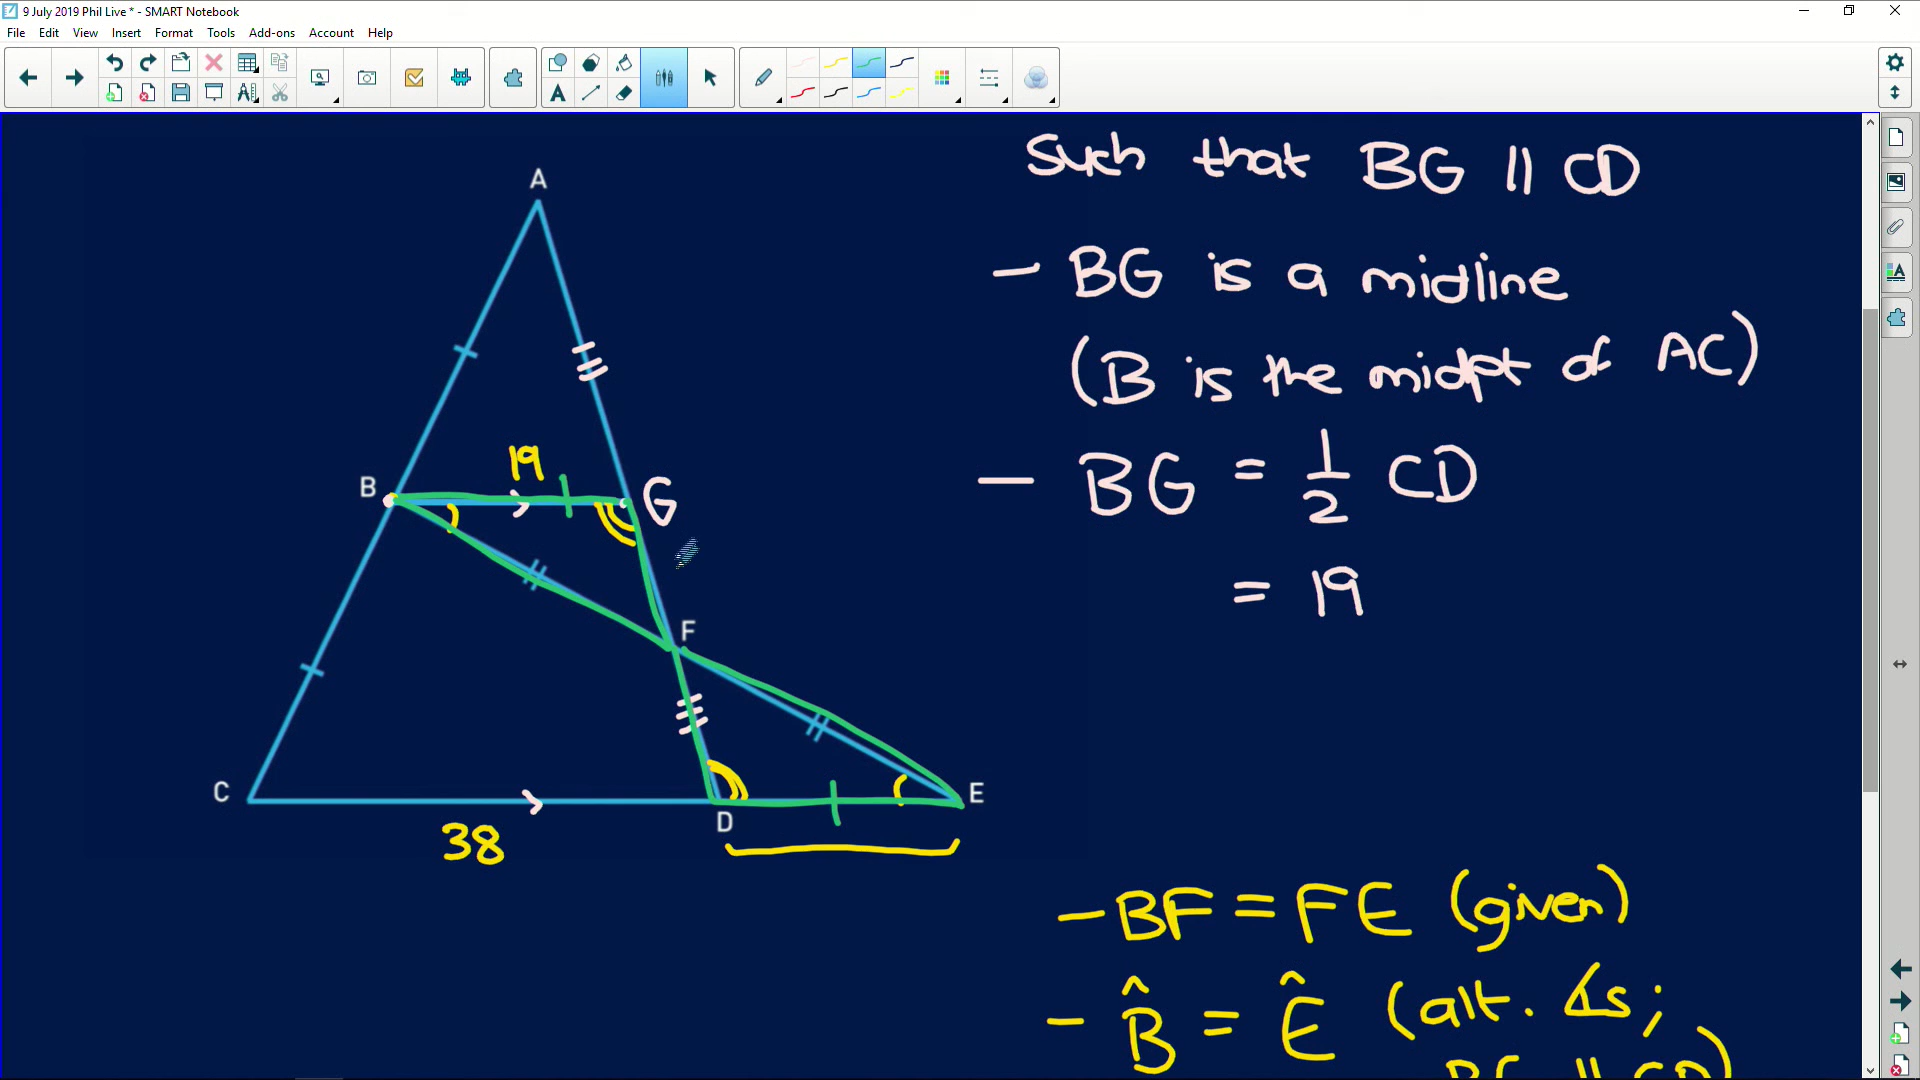 9 July 2019 Phil Live * - SMART Notebook
File Edit View Insert Format Tools Add-ons Account Help
Such that BG || CD
A
- BG is a midline
(B is the midpt of AC)
19
B
G
- BG = 1/2 CD
= 19
F
C
D
E
38
- BF = FE (given)
- B̂ = Ê (alt. ∡s;
BG || CD)